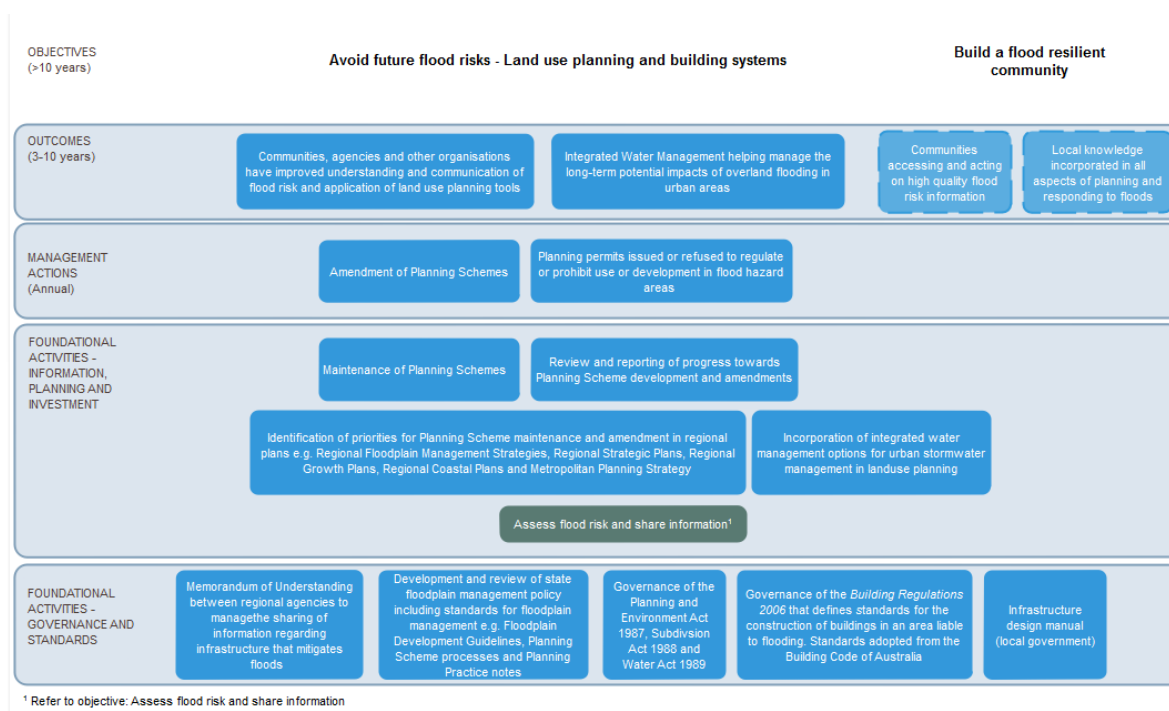 OBJECTIVES
(>10 years)
Avoid future flood risks - Land use planning and building systems
Build a flood resilient
community
OUTCOMES
(3-10 years)
Communities, agencies and other organisations
have improved understanding and communication of
flood risk and application of land use planning tools
Integrated Water Management helping manage the
long-term potential impacts of overland flooding in
urban areas
Communities
accessing and acting
on high quality flood
risk information
Local knowledge
incorporated in all
aspects of planning and
responding to floods
MANAGEMENT
ACTIONS
(Annual)
Amendment of Planning Schemes
Planning permits issued or refused to regulate
or prohibit use or development in flood hazard
areas
FOUNDATIONAL
ACTIVITIES -
INFORMATION,
PLANNING AND
INVESTMENT
Maintenance of Planning Schemes
Review and reporting of progress towards
Planning Scheme development and amendments
Identification of priorities for Planning Scheme maintenance and amendment in regional
plans e.g. Regional Floodplain Management Strategies, Regional Strategic Plans, Regional
Growth Plans, Regional Coastal Plans and Metropolitan Planning Strategy
Incorporation of integrated water
management options for urban stormwater
management in landuse planning
Assess flood risk and share information¹
FOUNDATIONAL
ACTIVITIES -
GOVERNANCE AND
STANDARDS
Memorandum of Understanding
between regional agencies to
managethe sharing of
information regarding
infrastructure that mitigates
floods
Development and review of state
floodplain management policy
including standards for floodplain
management e.g. Floodplain
Development Guidelines, Planning
Scheme processes and Planning
Practice notes
Governance of the
Planning and
Environment Act
1987, Subdivsion
Act 1988 and
Water Act 1989
Governance of the Building Regulations
2006 that defines standards for the
construction of buildings in an area liable
to flooding. Standards adopted from the
Building Code of Australia
Infrastructure
design manual
(local government)
¹ Refer to objective: Assess flood risk and share information